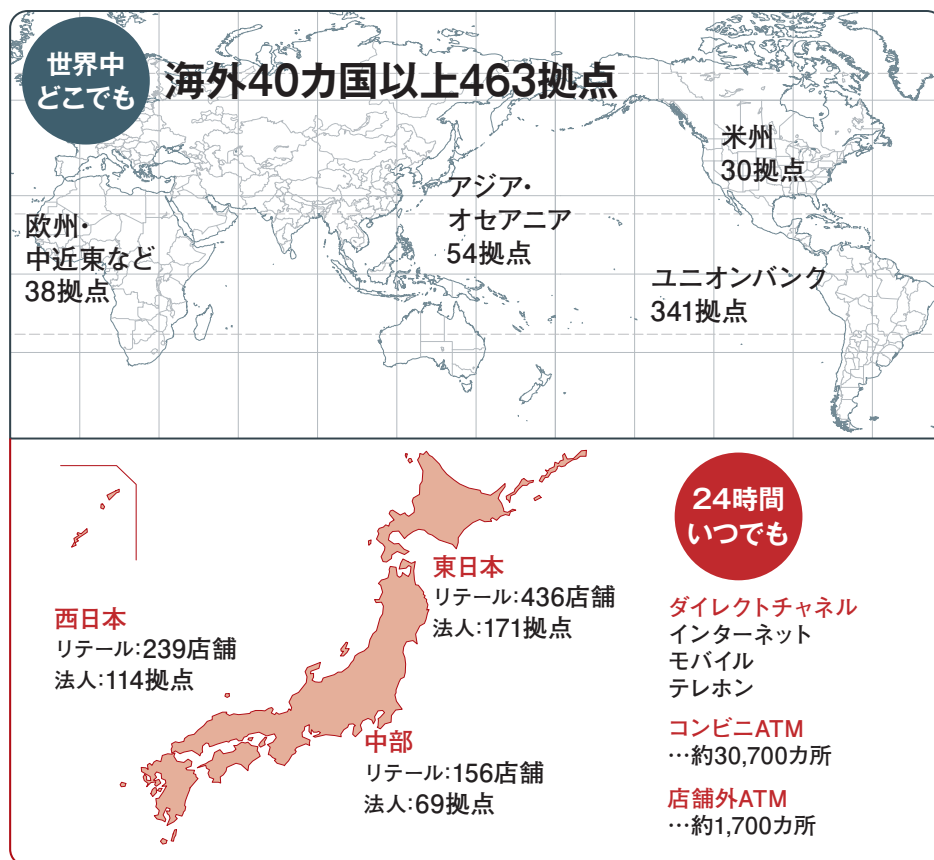 世界中
どこでも
海外40カ国以上463拠点
米州
30拠点
アジア・
オセアニア
54拠点
欧州・
中近東など
38拠点
ユニオンバンク
341拠点
24時間
いつでも
東日本
リテール：436店舗
法人：171拠点
西日本
リテール：239店舗
法人：114拠点
中部
リテール：156店舗
法人：69拠点
ダイレクトチャネル
インターネット
モバイル
テレホン
コンビニATM
…約30,700カ所
店舗外ATM
…約1,700カ所